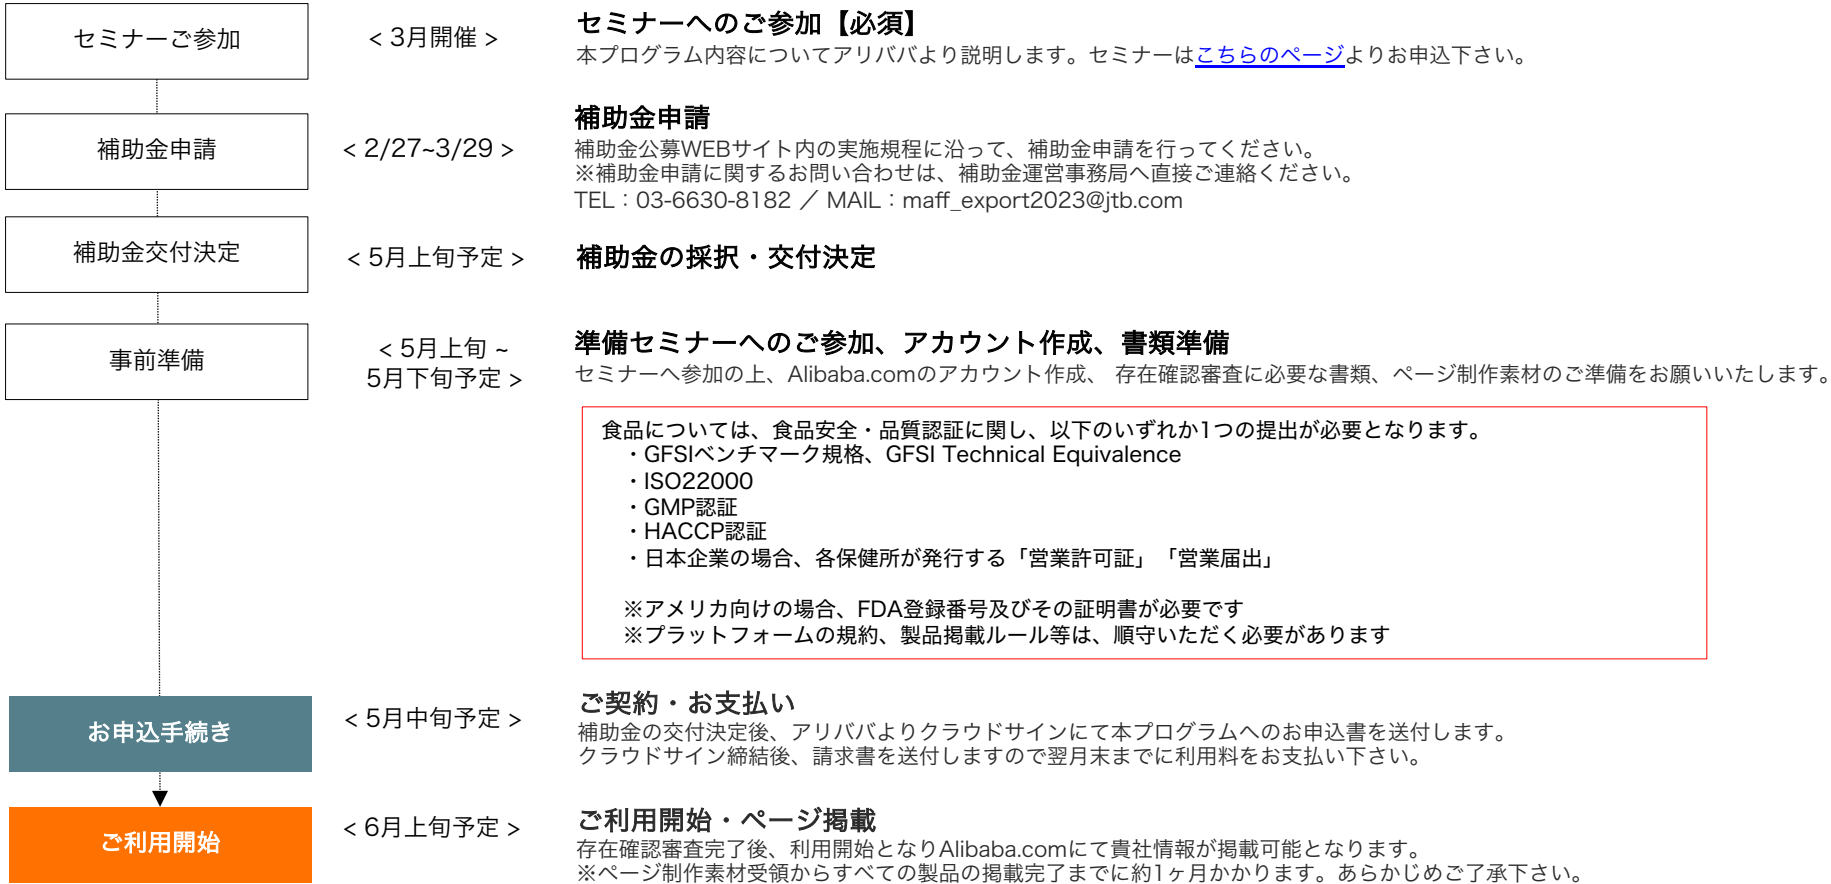 セミナーご参加
< 3月開催 >
セミナーへのご参加【必須】
本プログラム内容についてアリババより説明します。セミナーはこちらのページよりお申込下さい。
補助金申請
< 2/27~3/29 >
補助金申請
補助金公募WEBサイト内の実施規程に沿って、補助金申請を行ってください。
※補助金申請に関するお問い合わせは、補助金運営事務局へ直接ご連絡ください。
TEL：03-6630-8182 ／ MAIL：maff_export2023@jtb.com
補助金交付決定
< 5月上旬予定 >
補助金の採択・交付決定
事前準備
< 5月上旬 ~
5月下旬予定 >
準備セミナーへのご参加、アカウント作成、書類準備
セミナーへ参加の上、Alibaba.comのアカウント作成、 存在確認審査に必要な書類、ページ制作素材のご準備をお願いいたします。
食品については、食品安全・品質認証に関し、以下のいずれか1つの提出が必要となります。
・GFSIベンチマーク規格、GFSI Technical Equivalence
・ISO22000
・GMP認証
・HACCP認証
・日本企業の場合、各保健所が発行する「営業許可証」「営業届出」
※アメリカ向けの場合、FDA登録番号及びその証明書が必要です
※プラットフォームの規約、製品掲載ルール等は、順守いただく必要があります
お申込手続き
< 5月中旬予定 >
ご契約・お支払い
補助金の交付決定後、アリババよりクラウドサインにて本プログラムへのお申込書を送付します。
クラウドサイン締結後、請求書を送付しますので翌月末までに利用料をお支払い下さい。
ご利用開始
< 6月上旬予定 >
ご利用開始・ページ掲載
存在確認審査完了後、利用開始となりAlibaba.comにて貴社情報が掲載可能となります。
※ページ制作素材受領からすべての製品の掲載完了までに約1ヶ月かかります。あらかじめご了承下さい。